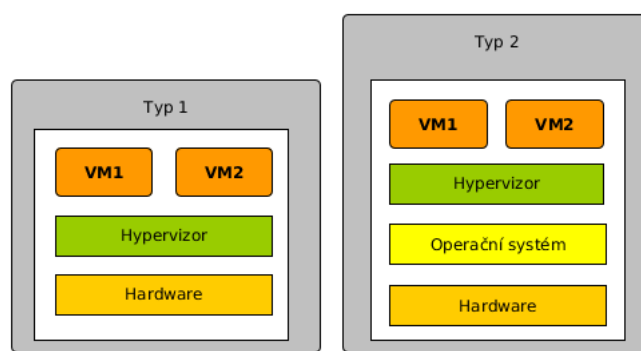 Typ 1
VM1 VM2
Hypervizor
Hardware
Typ 2
VM1 VM2
Hypervizor
Operační systém
Hardware